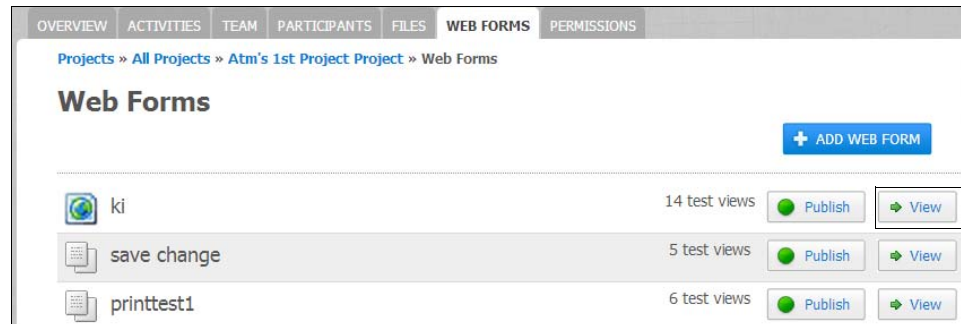 OVERVIEW ACTIVITIES TEAM PARTICIPANTS FILES WEB FORMS PERMISSIONS
Projects » All Projects » Atm's 1st Project Project » Web Forms
Web Forms
ADD WEB FORM
ki 14 test views Publish View
save change 5 test views Publish View
printtest1 6 test views Publish View